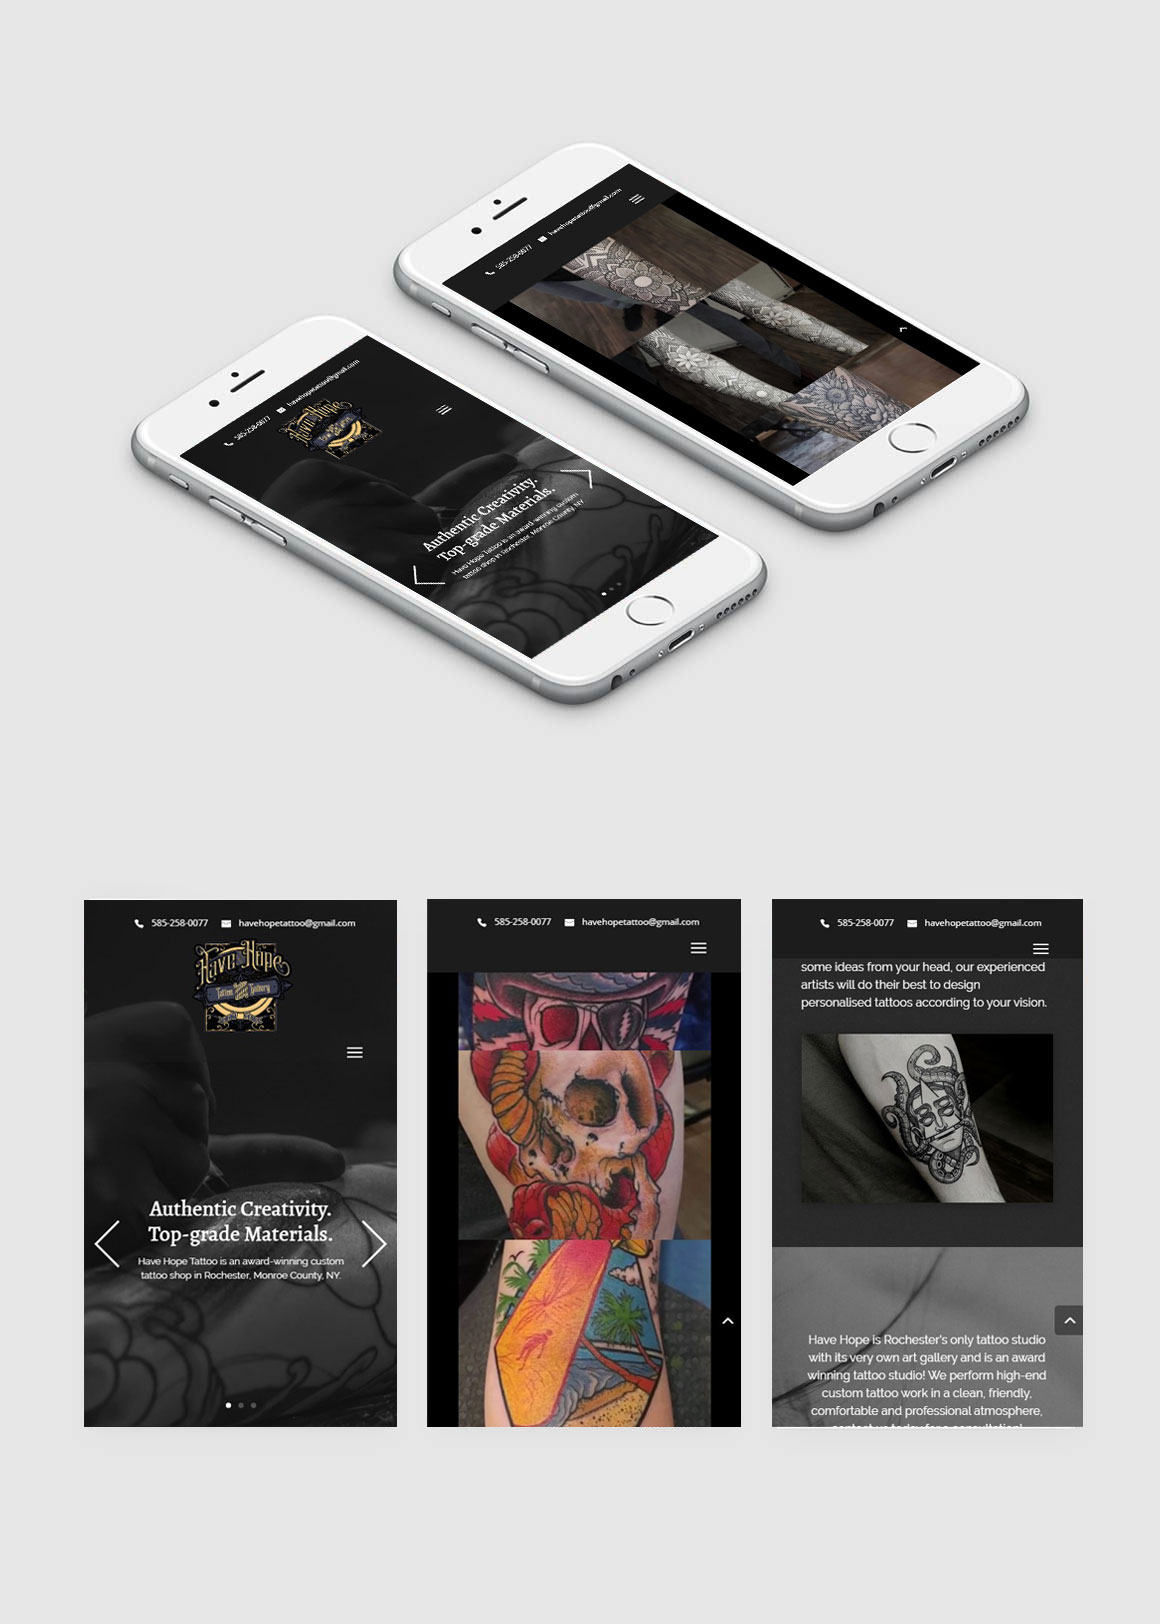 585-258-0077 havehopetattoo@gmail.com
585-258-0077 havehopetattoo@gmail.com
Have Hope
Authentic Creativity.
Top-grade Materials.
Have Hope Tattoo is an award-winning custom
tattoo shop in Rochester, Monroe County, NY.
585-258-0077 havehopetattoo@gmail.com
Have Hope
Tattoo Gallery
Authentic Creativity.
Top-grade Materials.
Have Hope Tattoo is an award-winning custom
tattoo shop in Rochester, Monroe County, NY.
585-258-0077 havehopetattoo@gmail.com
585-258-0077 havehopetattoo@gmail.com
some ideas from your head, our experienced
artists will do their best to design
personalised tattoos according to your vision.
Have Hope is Rochester's only tattoo studio
with its very own art gallery and is an award
winning tattoo studio! We perform high-end
custom tattoo work in a clean, friendly,
comfortable and professional atmosphere,
contact us today for a consultation!